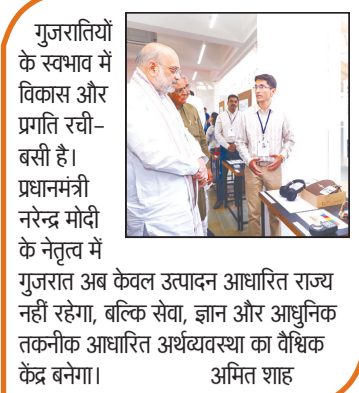 गुजरातियों
के स्वभाव में
विकास और
प्रगति रची-
बसी है।
प्रधानमंत्री
नरेन्द्र मोदी
के नेतृत्व में
गुजरात अब केवल उत्पादन आधारित राज्य
नहीं रहेगा, बल्कि सेवा, ज्ञान और आधुनिक
तकनीक आधारित अर्थव्यवस्था का वैश्विक
केंद्र बनेगा। अमित शाह